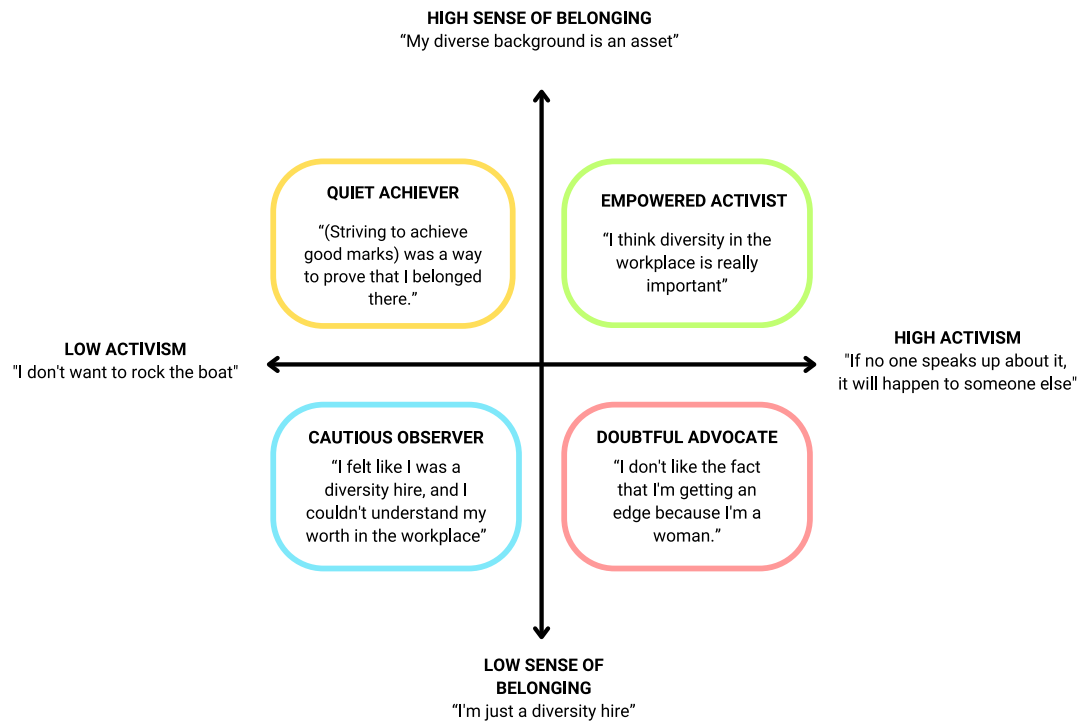 HIGH SENSE OF BELONGING
“My diverse background is an asset”
QUIET ACHIEVER
“(Striving to achieve
good marks) was a way
to prove that I belonged
there.”
EMPOWERED ACTIVIST
“I think diversity in the
workplace is really
important”
LOW ACTIVISM
"I don't want to rock the boat"
HIGH ACTIVISM
"If no one speaks up about it,
it will happen to someone else"
CAUTIOUS OBSERVER
“I felt like I was a
diversity hire, and I
couldn't understand my
worth in the workplace”
DOUBTFUL ADVOCATE
“I don't like the fact
that I'm getting an
edge because I'm a
woman.”
LOW SENSE OF
BELONGING
“I'm just a diversity hire”